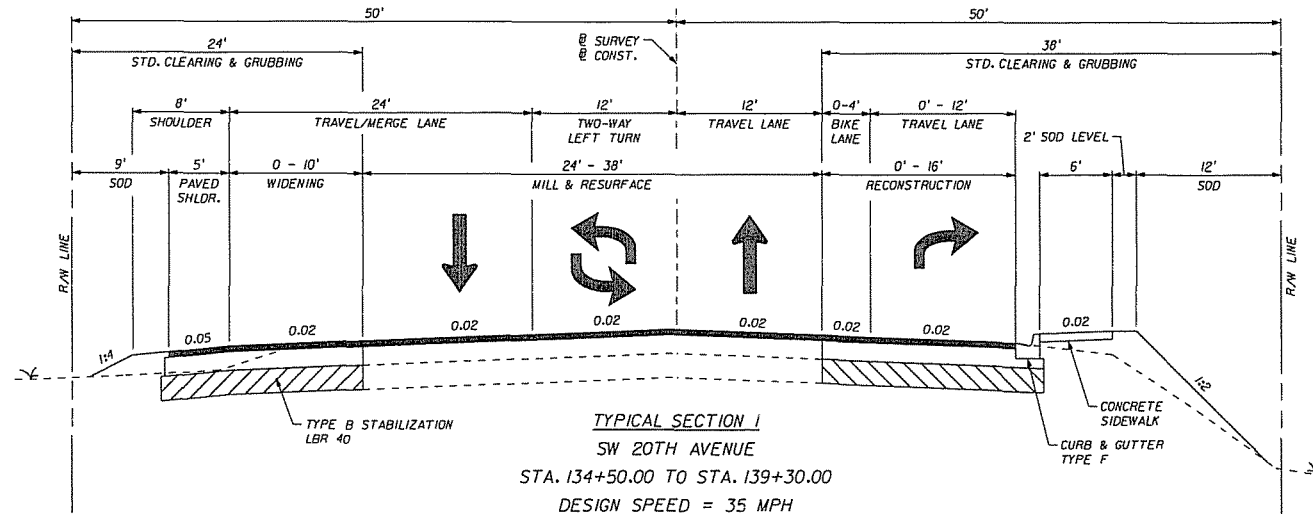 50' 50'
24'
STD. CLEARING & GRUBBING
℄ SURVEY
℄ CONST.
38'
STD. CLEARING & GRUBBING
8' 24' 12' 12' 0-4' 0' - 12'
SHOULDER TRAVEL/MERGE LANE TWO-WAY LEFT TURN TRAVEL LANE BIKE LANE TRAVEL LANE
2' SOD LEVEL
9' 5' 0 - 10' 24' - 38' 0' - 16' 6' 12'
SOD PAVED SHLDR. WIDENING MILL & RESURFACE RECONSTRUCTION SOD
R/W LINE
R/W LINE
0.05 0.02 0.02 0.02 0.02 0.02 0.02 0.02
1:4
1:2
TYPE B STABILIZATION
LBR 40
CONCRETE
SIDEWALK
CURB & GUTTER
TYPE F
TYPICAL SECTION 1
SW 20TH AVENUE
STA. 134+50.00 TO STA. 139+30.00
DESIGN SPEED = 35 MPH